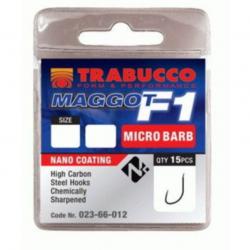 TRABUCCO
FORM & PERFORMANCE
MAGGOT F1
SIZE
MICRO BARB
NANO COATING
N
QTY 15PCS
High Carbon
Steel Hooks
Chemically
Sharpened
Code Nr. 023-66-012